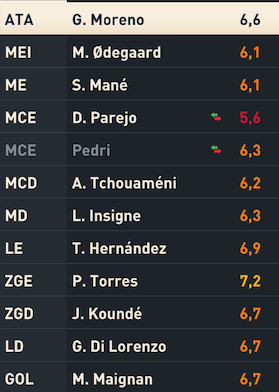 ATA G. Moreno 6,6
MEI M. Ødegaard 6,1
ME S. Mané 6,1
MCE D. Parejo 5,6
MCE Pedri 6,3
MCD A. Tchouaméni 6,2
MD L. Insigne 6,3
LE T. Hernández 6,9
ZGE P. Torres 7,2
ZGD J. Koundé 6,7
LD G. Di Lorenzo 6,7
GOL M. Maignan 6,7